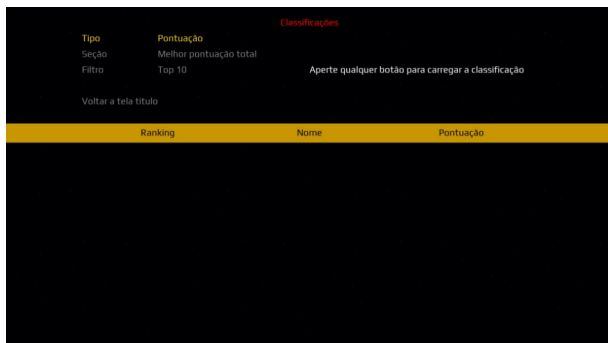 Classificações
Tipo Pontuação
Seção Melhor pontuação total
Filtro Top 10 Aperte qualquer botão para carregar a classificação
Voltar a tela título
Ranking Nome Pontuação